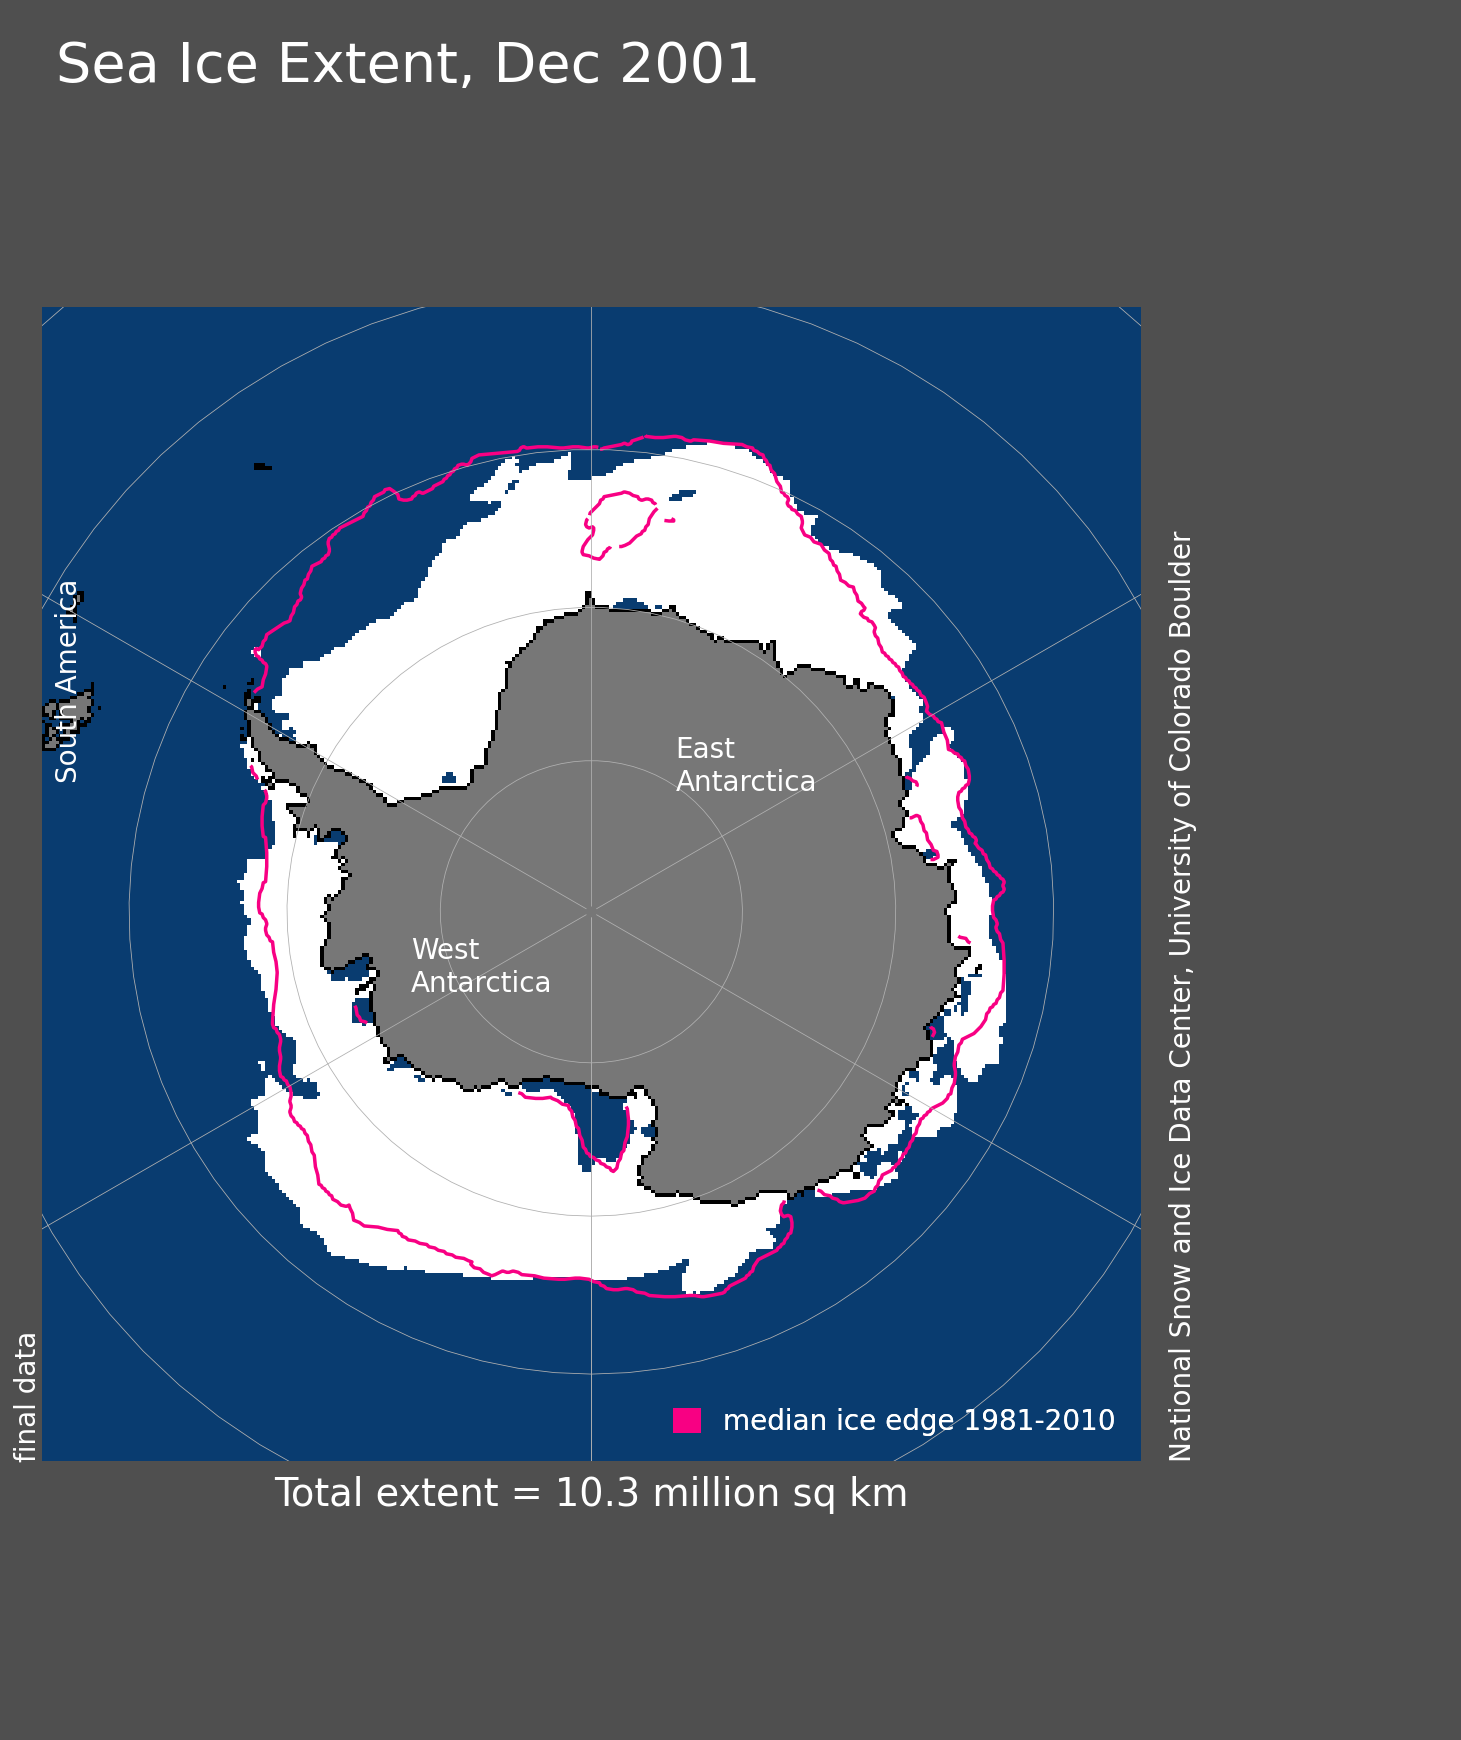 Sea Ice Extent, Dec 2001
South America
East
Antarctica
West
Antarctica
National Snow and Ice Data Center, University of Colorado Boulder
final data
median ice edge 1981-2010
Total extent = 10.3 million sq km